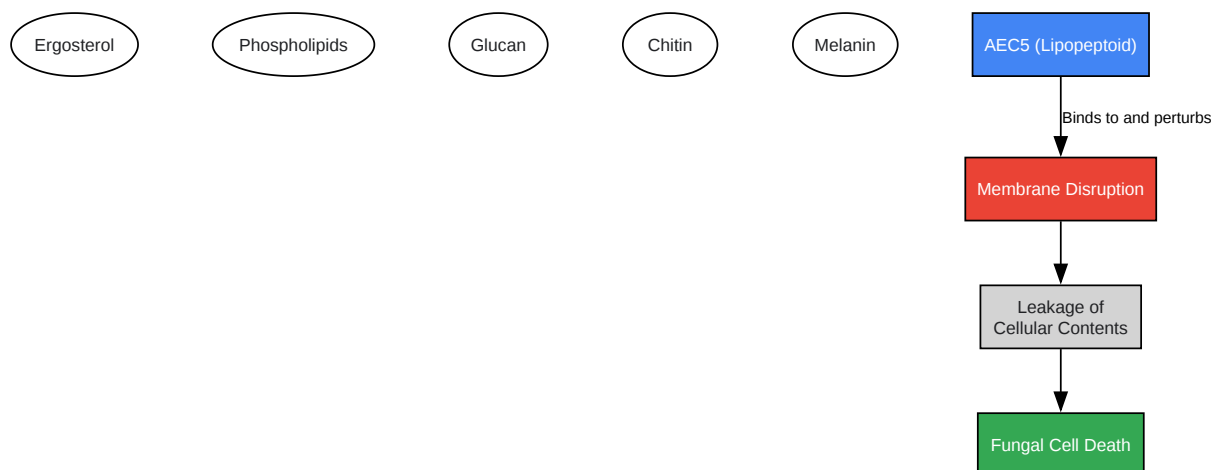 Ergosterol
Phospholipids
Glucan
Chitin
Melanin
AEC5 (Lipopeptoid)
Binds to and perturbs
Membrane Disruption
Leakage of
Cellular Contents
Fungal Cell Death